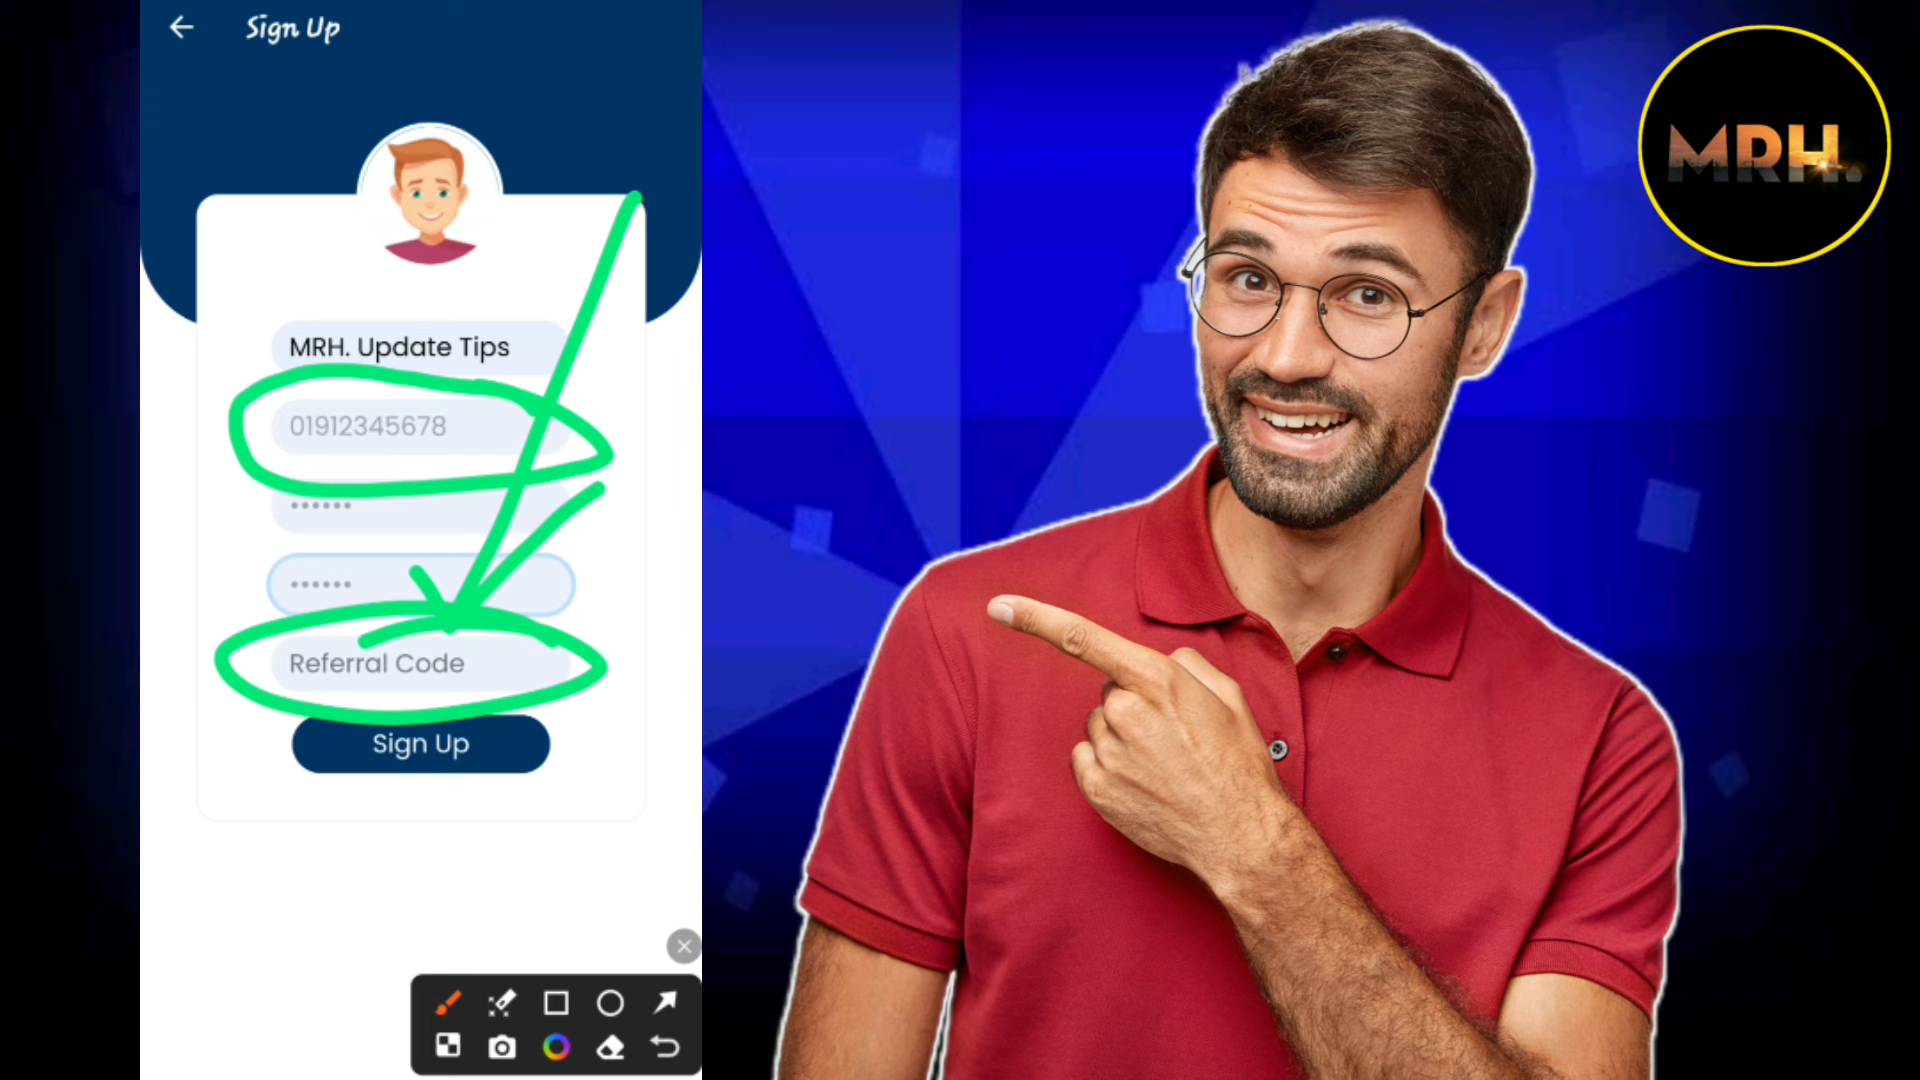 Sign Up
MRH.
MRH. Update Tips
01912345678
••••••
••••••
Referral Code
Sign Up